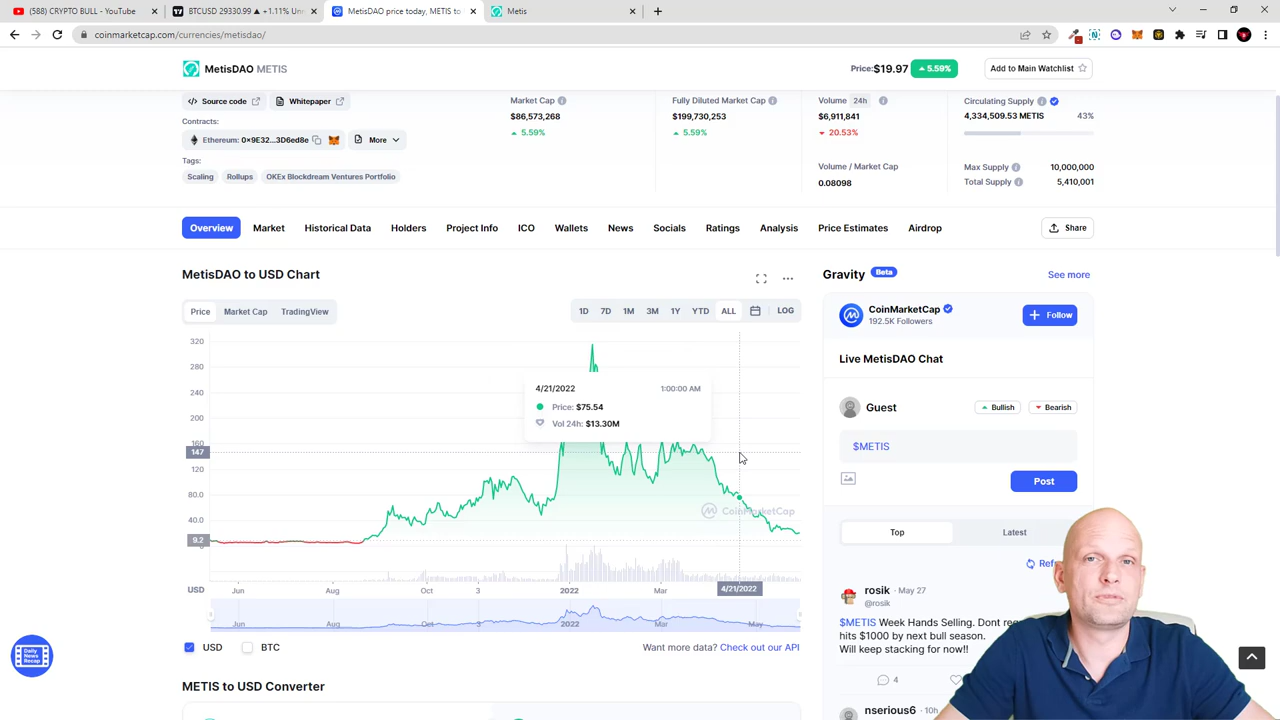 (588) CRYPTO BULL - YouTube
BTCUSD 29330.99 ▲ +1.11% Un
MetisDAO price today, METIS to
Metis
coinmarketcap.com/currencies/metisdao/
MetisDAO METIS
Price: $19.97 5.59%
Add to Main Watchlist
Source code
Whitepaper
Contracts:
Ethereum: 0x9E32...3D6ed8e
More
Tags:
Scaling
Rollups
OKEx Blockdream Ventures Portfolio
Market Cap
$86,573,268
5.59%
Fully Diluted Market Cap
$199,730,253
5.59%
Volume 24h
$6,911,841
20.53%
Volume / Market Cap
0.08098
Circulating Supply
4,334,509.53 METIS 43%
Max Supply 10,000,000
Total Supply 5,410,001
Overview Market Historical Data Holders Project Info ICO Wallets News Socials Ratings Analysis Price Estimates Airdrop
Share
MetisDAO to USD Chart
Price Market Cap TradingView
1D 7D 1M 3M 1Y YTD ALL LOG
320
280
240
200
160
147
120
80.0
40.0
9.2
0
4/21/2022 1:00:00 AM
Price: $75.54
Vol 24h: $13.30M
CoinMarketCap
USD
Jun Aug Oct 3 2022 Mar 4/21/2022
Jun Aug Oct 3 2022 Mar May
USD BTC
Want more data? Check out our API
METIS to USD Converter
Daily
News
Recap
Gravity Beta
See more
CoinMarketCap
192.5K Followers
Follow
Live MetisDAO Chat
Guest
Bullish
Bearish
$METIS
Post
Top
Latest
rosik · May 27
@rosik
$METIS Week Hands Selling. Dont
hits $1000 by next bull season.
Will keep stacking for now!!
4
nserious6 · 10h